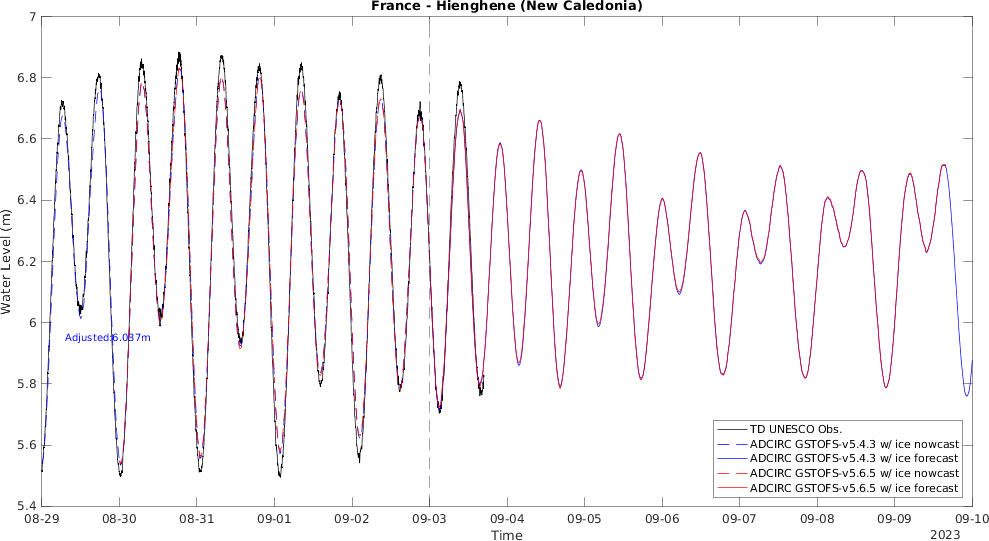 France - Hienghene (New Caledonia)
7
6.8
6.6
6.4
6.2
6
5.8
5.6
5.4
Water Level (m)
Adjusted:6.037m
TD UNESCO Obs.
ADCIRC GSTOFS-v5.4.3 w/ ice nowcast
ADCIRC GSTOFS-v5.4.3 w/ ice forecast
ADCIRC GSTOFS-v5.6.5 w/ ice nowcast
ADCIRC GSTOFS-v5.6.5 w/ ice forecast
08-29 08-30 08-31 09-01 09-02 09-03 09-04 09-05 09-06 09-07 09-08 09-09 09-10
Time
2023